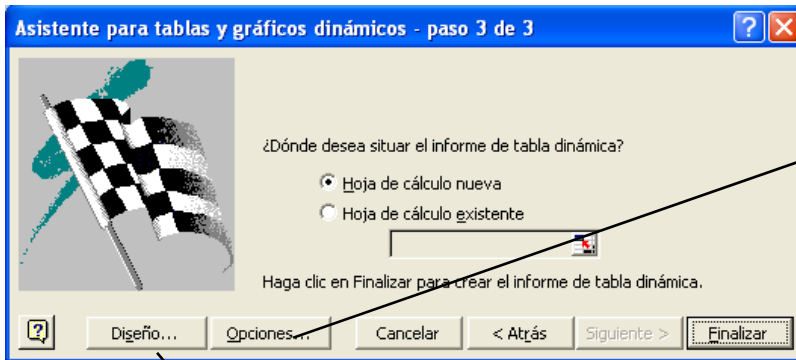 Asistente para tablas y gráficos dinámicos - paso 3 de 3
¿Dónde desea situar el informe de tabla dinámica?
Hoja de cálculo nueva
Hoja de cálculo existente
Haga clic en Finalizar para crear el informe de tabla dinámica.
Diseño... Opciones... Cancelar < Atrás Siguiente > Finalizar